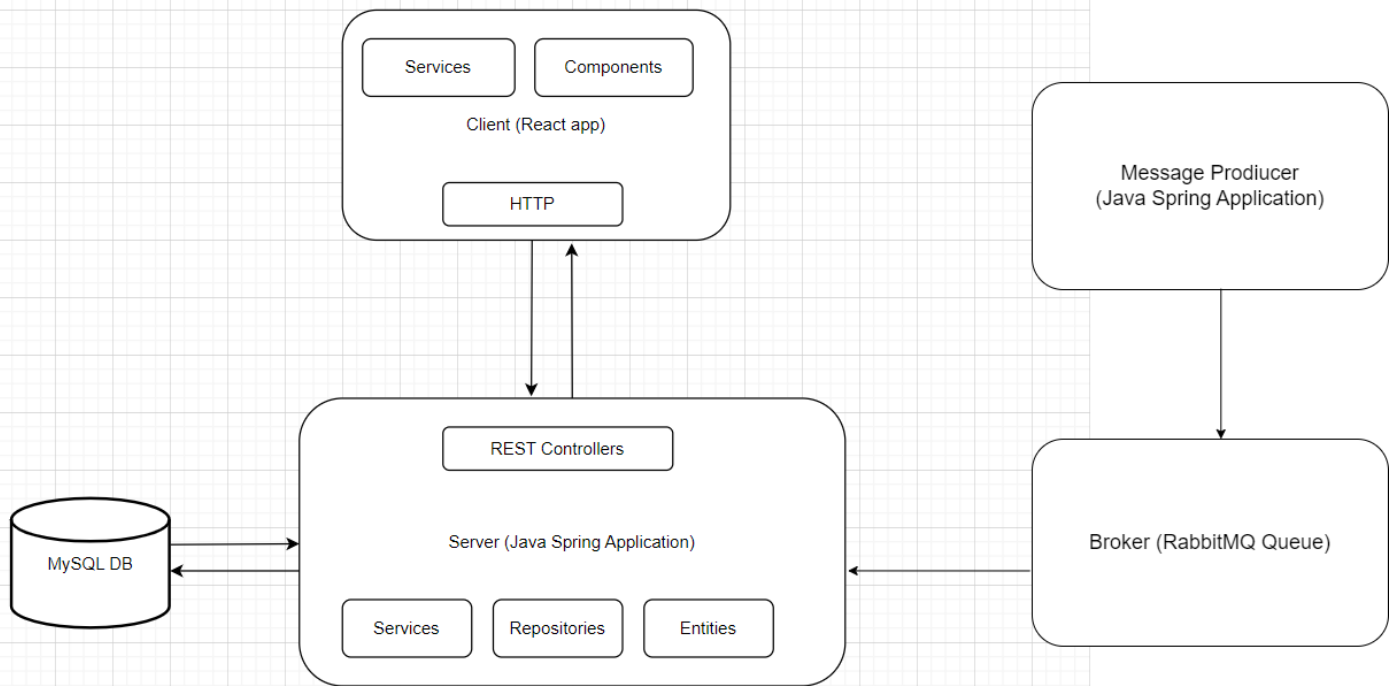 Services
Components
Client (React app)
HTTP
Message Prodiucer
(Java Spring Application)
REST Controllers
Server (Java Spring Application)
MySQL DB
Services
Repositories
Entities
Broker (RabbitMQ Queue)